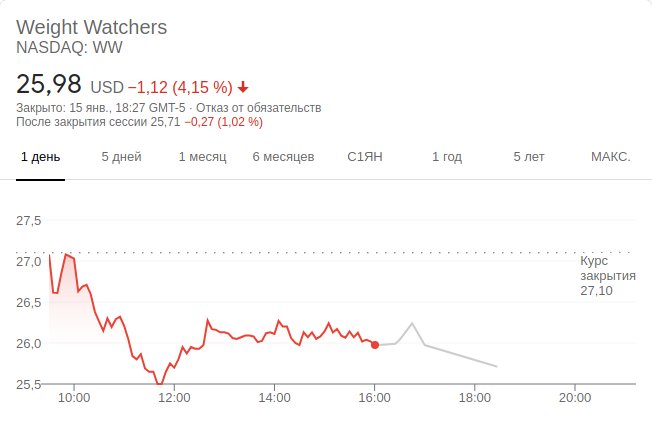 Weight Watchers
NASDAQ: WW
25,98 USD −1,12 (4,15 %)
Закрыто: 15 янв., 18:27 GMT-5 · Отказ от обязательств
После закрытия сессии 25,71 −0,27 (1,02 %)
1 день 5 дней 1 месяц 6 месяцев С1ЯН 1 год 5 лет МАКС.
27,5
27,0
26,5
26,0
25,5
Курс
закрытия
27,10
10:00 12:00 14:00 16:00 18:00 20:00